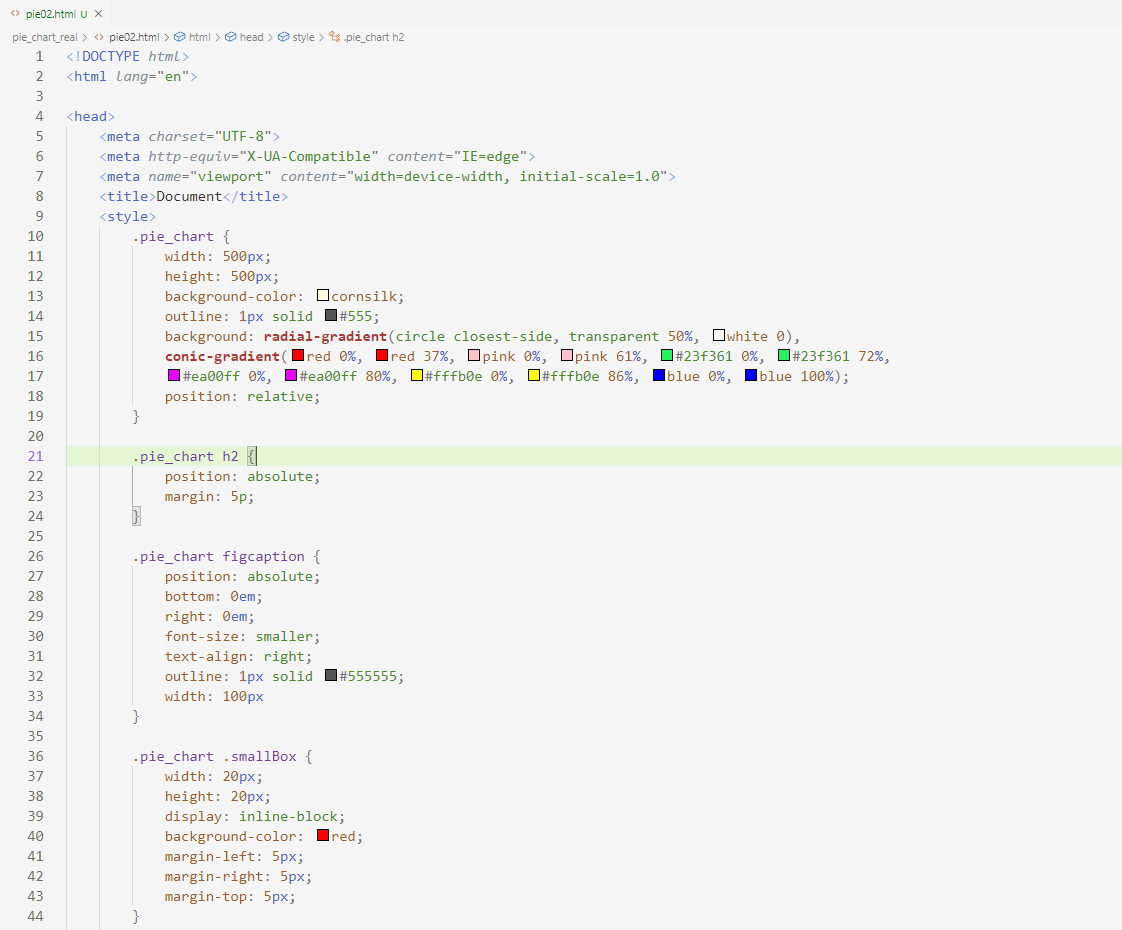 pie02.html U ×
pie_chart_real > <> pie02.html > html > head > style > .pie_chart h2
1 <!DOCTYPE html>
2 <html lang="en">
3
4 <head>
5     <meta charset="UTF-8">
6     <meta http-equiv="X-UA-Compatible" content="IE=edge">
7     <meta name="viewport" content="width=device-width, initial-scale=1.0">
8     <title>Document</title>
9     <style>
10         .pie_chart {
11             width: 500px;
12             height: 500px;
13             background-color: cornsilk;
14             outline: 1px solid #555;
15             background: radial-gradient(circle closest-side, transparent 50%, white 0),
16             conic-gradient(red 0%, red 37%, pink 0%, pink 61%, #23f361 0%, #23f361 72%,
17             #ea00ff 0%, #ea00ff 80%, #fffb0e 0%, #fffb0e 86%, blue 0%, blue 100%);
18             position: relative;
19         }
20
21         .pie_chart h2 {
22             position: absolute;
23             margin: 5p;
24         }
25
26         .pie_chart figcaption {
27             position: absolute;
28             bottom: 0em;
29             right: 0em;
30             font-size: smaller;
31             text-align: right;
32             outline: 1px solid #555555;
33             width: 100px
34         }
35
36         .pie_chart .smallBox {
37             width: 20px;
38             height: 20px;
39             display: inline-block;
40             background-color: red;
41             margin-left: 5px;
42             margin-right: 5px;
43             margin-top: 5px;
44         }